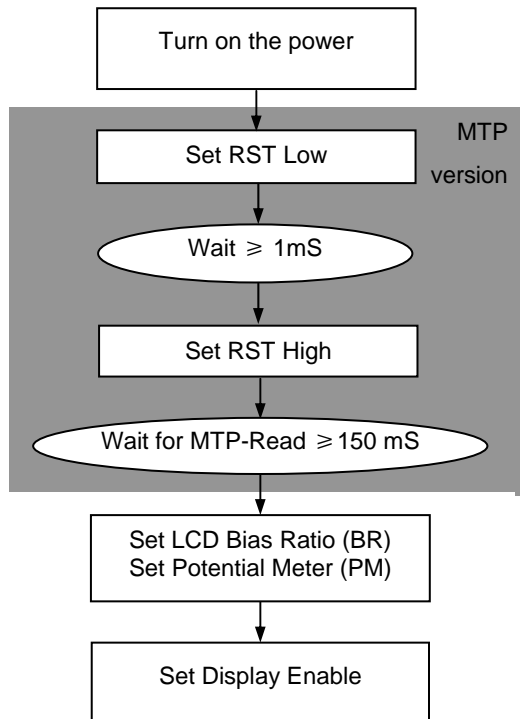 Turn on the power
MTP
version
Set RST Low
Wait ≥ 1mS
Set RST High
Wait for MTP-Read ≥150 mS
Set LCD Bias Ratio (BR)
Set Potential Meter (PM)
Set Display Enable